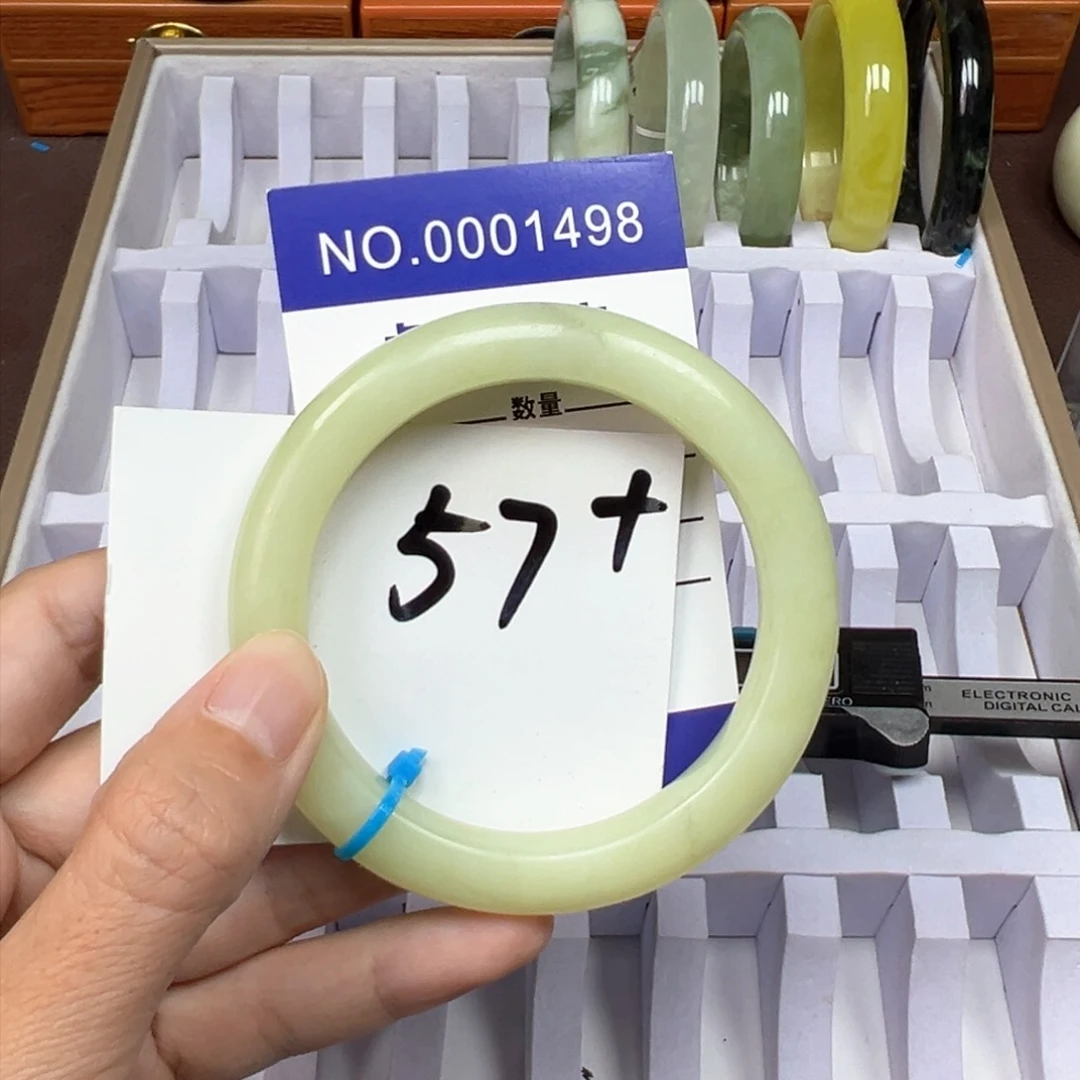 NO.0001498
数量
57+
ELECTRONIC
DIGITAL CAL